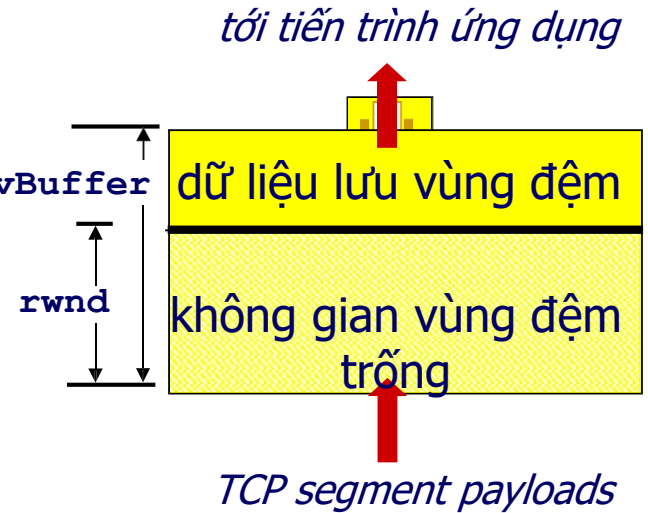 tới tiến trình ứng dụng
vBuffer
dữ liệu lưu vùng đệm
rwnd
không gian vùng đệm
trống
TCP segment payloads